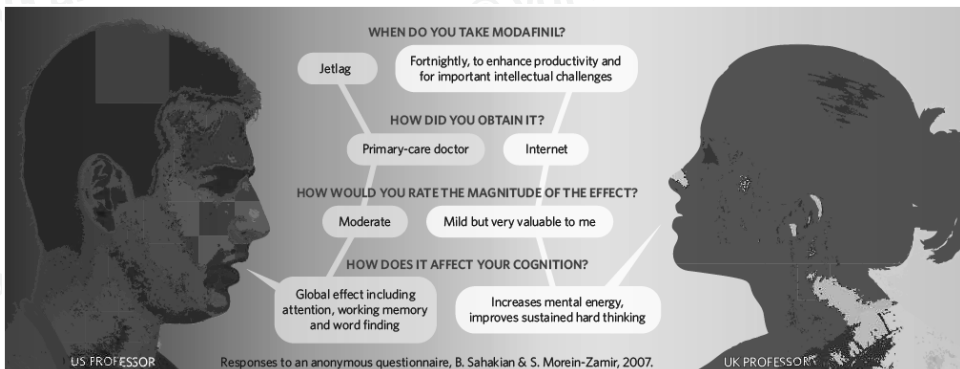 WHEN DO YOU TAKE MODAFINIL?
Jetlag
Fortnightly, to enhance productivity and
for important intellectual challenges
HOW DID YOU OBTAIN IT?
Primary-care doctor
Internet
HOW WOULD YOU RATE THE MAGNITUDE OF THE EFFECT?
Moderate
Mild but very valuable to me
HOW DOES IT AFFECT YOUR COGNITION?
Global effect including
attention, working memory
and word finding
Increases mental energy,
improves sustained hard thinking
US PROFESSOR
Responses to an anonymous questionnaire, B. Sahakian & S. Morein-Zamir, 2007.
UK PROFESSOR